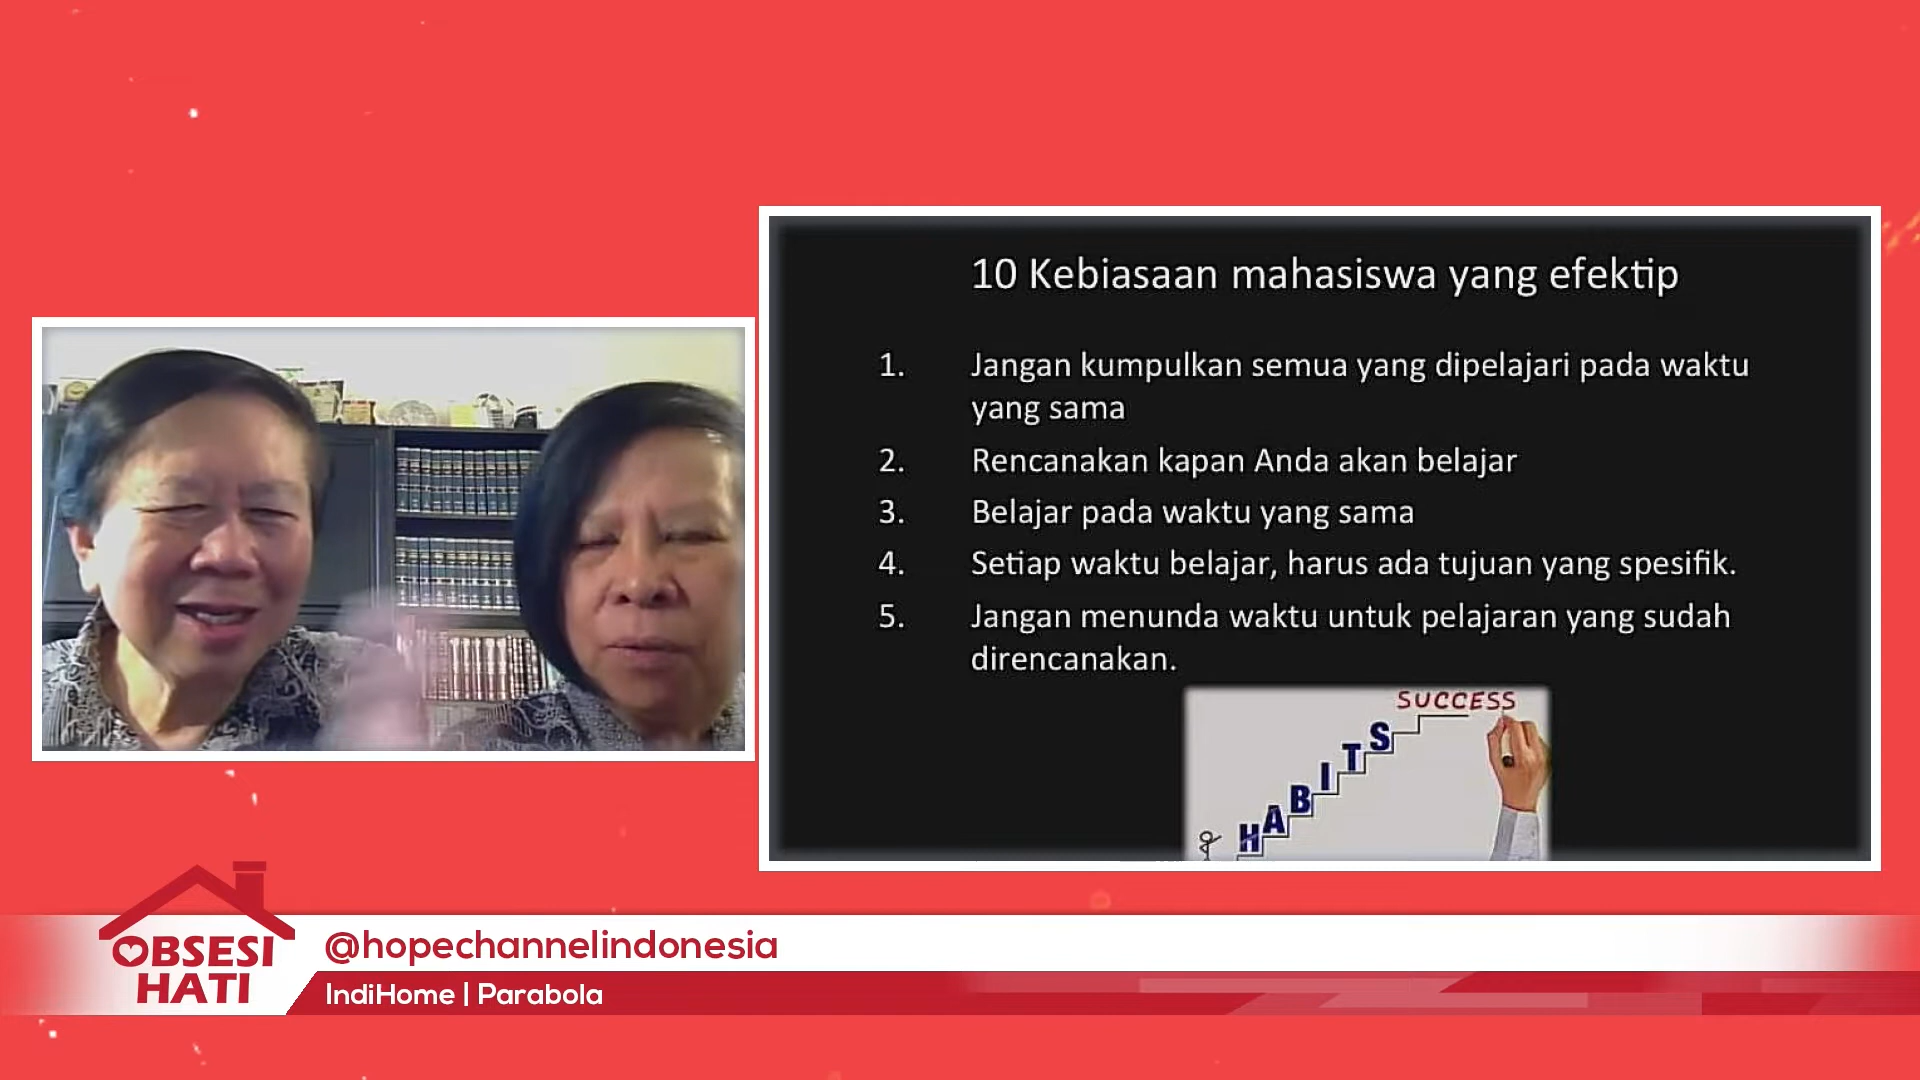 10 Kebiasaan mahasiswa yang efektip
1. Jangan kumpulkan semua yang dipelajari pada waktu
yang sama
2. Rencanakan kapan Anda akan belajar
3. Belajar pada waktu yang sama
4. Setiap waktu belajar, harus ada tujuan yang spesifik.
5. Jangan menunda waktu untuk pelajaran yang sudah
direncanakan.
SUCCESS
HABITS
OBSESI
HATI
@hopechannelindonesia
IndiHome | Parabola